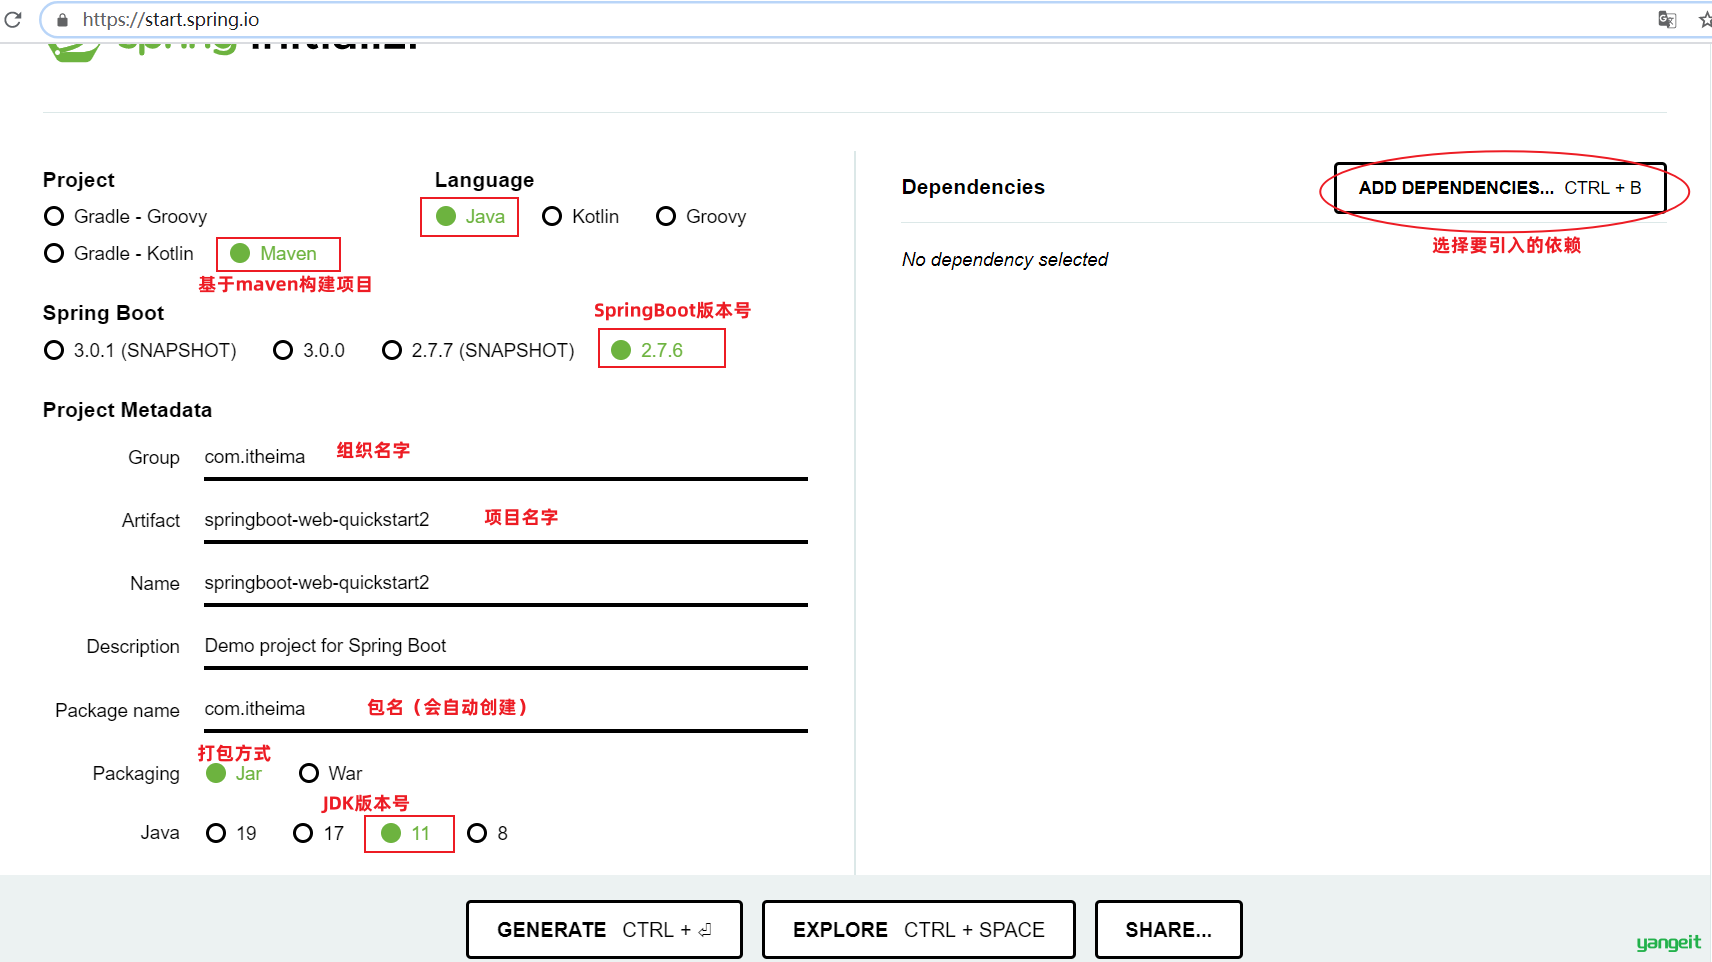 https://start.spring.io
spring initializr
Project
Gradle - Groovy
Gradle - Kotlin
Maven
基于maven构建项目
Language
Java
Kotlin
Groovy
Spring Boot
SpringBoot版本号
3.0.1 (SNAPSHOT)
3.0.0
2.7.7 (SNAPSHOT)
2.7.6
Project Metadata
Group
com.itheima
组织名字
Artifact
springboot-web-quickstart2
项目名字
Name
springboot-web-quickstart2
Description
Demo project for Spring Boot
Package name
com.itheima
包名（会自动创建）
打包方式
Packaging
Jar
War
JDK版本号
Java
19
17
11
8
Dependencies
ADD DEPENDENCIES... CTRL + B
选择要引入的依赖
No dependency selected
GENERATE CTRL + ⏎
EXPLORE CTRL + SPACE
SHARE...
yangeit